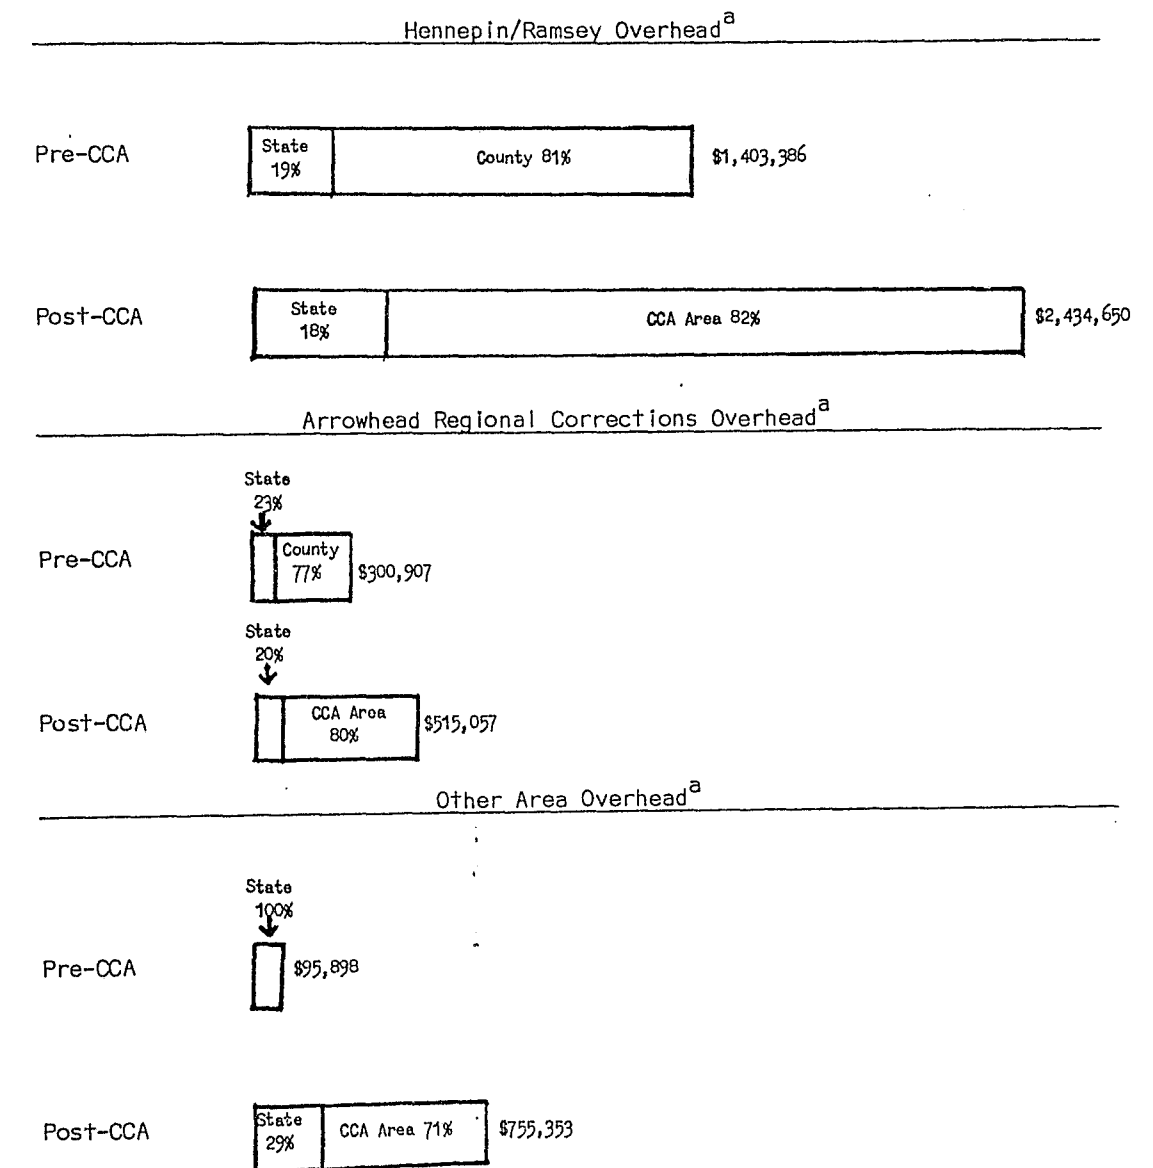 Hennepin/Ramsey Overheadᵃ
Pre-CCA
State
19%
County 81%
$1,403,386
Post-CCA
State
18%
CCA Area 82%
$2,434,650
Arrowhead Regional Corrections Overheadᵃ
State
23%
Pre-CCA
County
77%
$300,907
State
20%
Post-CCA
CCA Area
80%
$515,057
Other Area Overheadᵃ
State
100%
Pre-CCA
$95,898
Post-CCA
State
29%
CCA Area 71%
$755,353